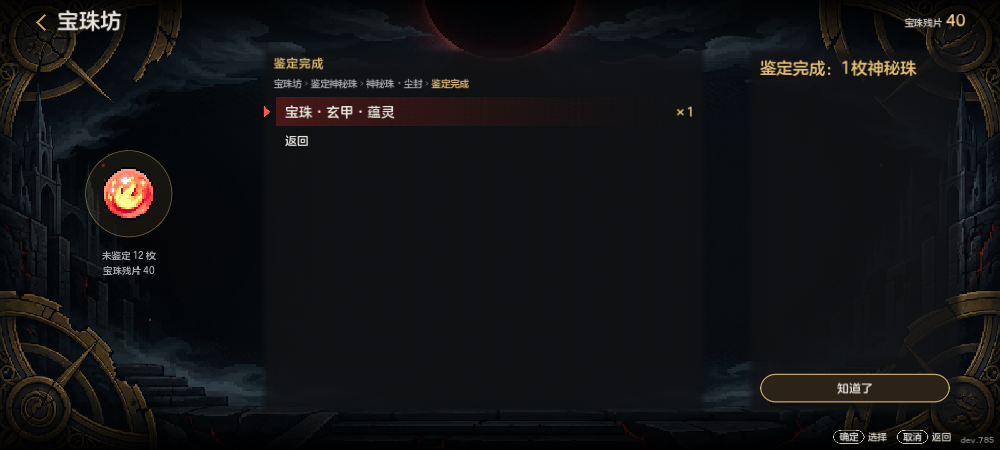 宝珠坊
宝珠残片 40
鉴定完成
宝珠坊 › 鉴定神秘珠 › 神秘珠 · 尘封 › 鉴定完成
鉴定完成：1枚神秘珠
宝珠 · 玄甲 · 蕴灵 ×1
返回
未鉴定 12 枚
宝珠残片 40
知道了
确定 选择 取消 返回
dev.785